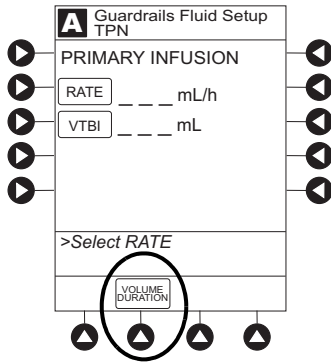 A Guardrails Fluid Setup
TPN
PRIMARY INFUSION
RATE _ _ _ mL/h
VTBI _ _ _ mL
>Select RATE
VOLUME
DURATION